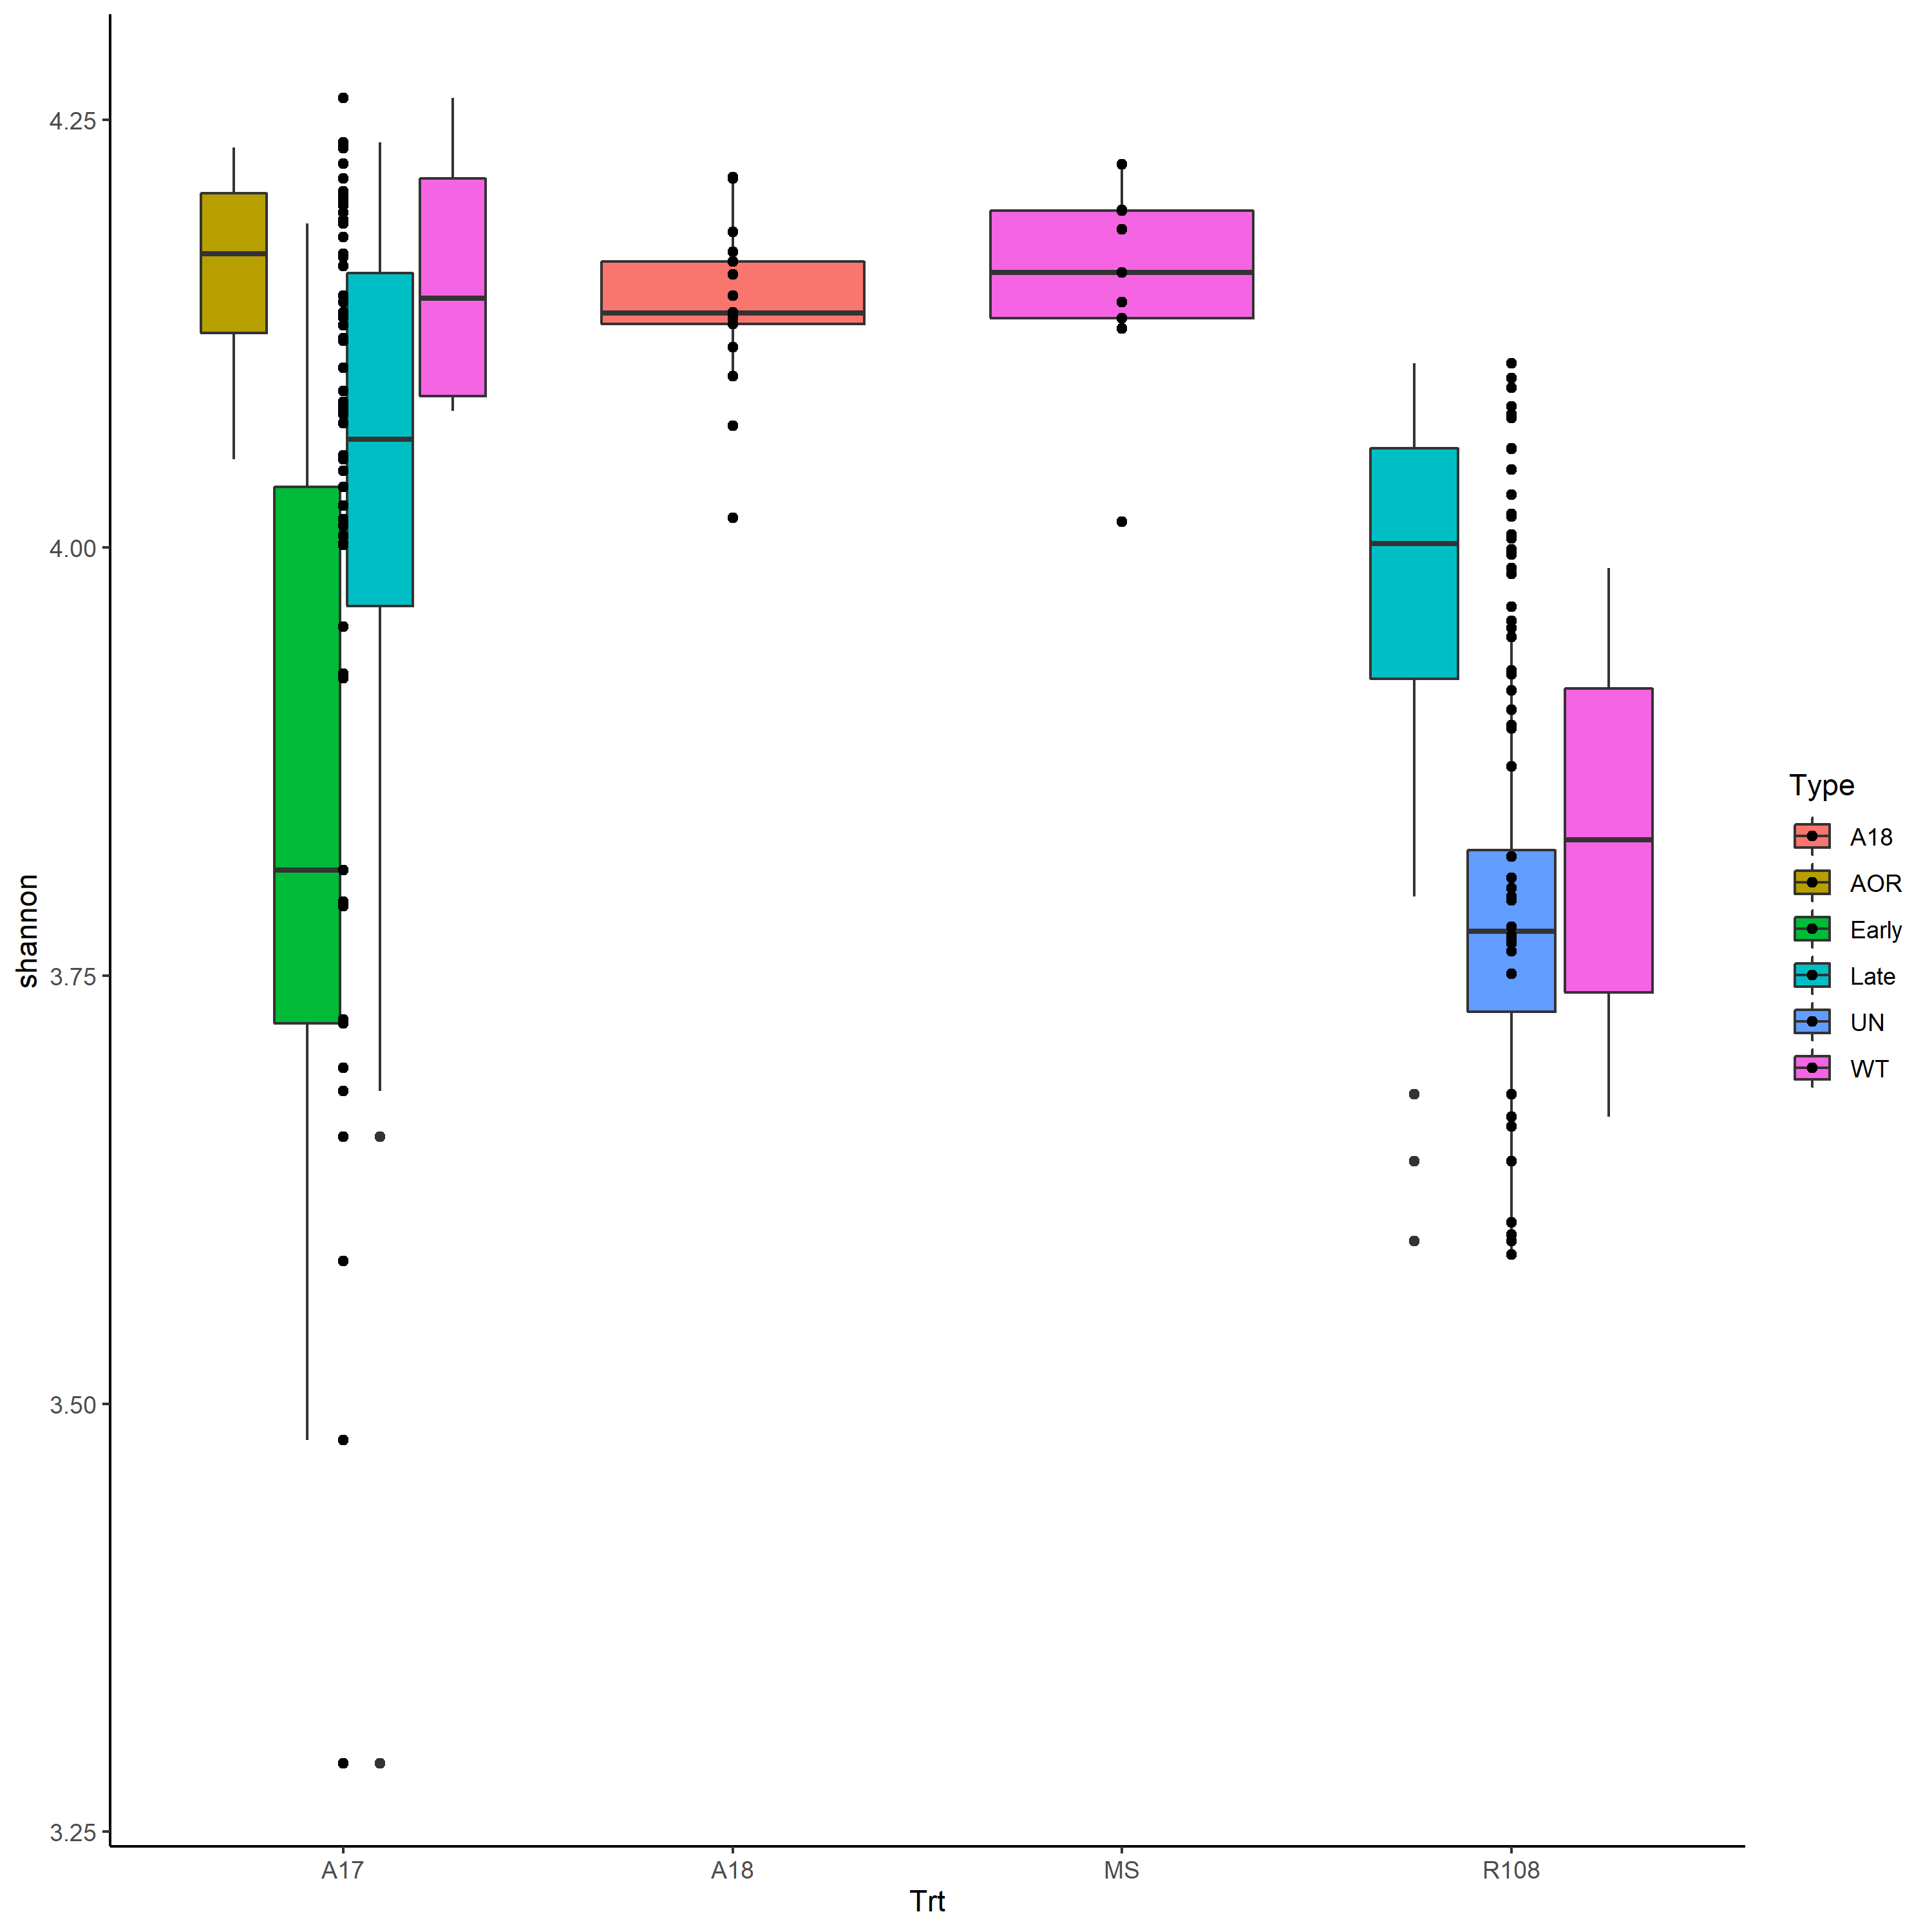 shannon
4.25
4.00
3.75
3.50
3.25
A17
A18
MS
R108
Trt
Type
A18
AOR
Early
Late
UN
WT